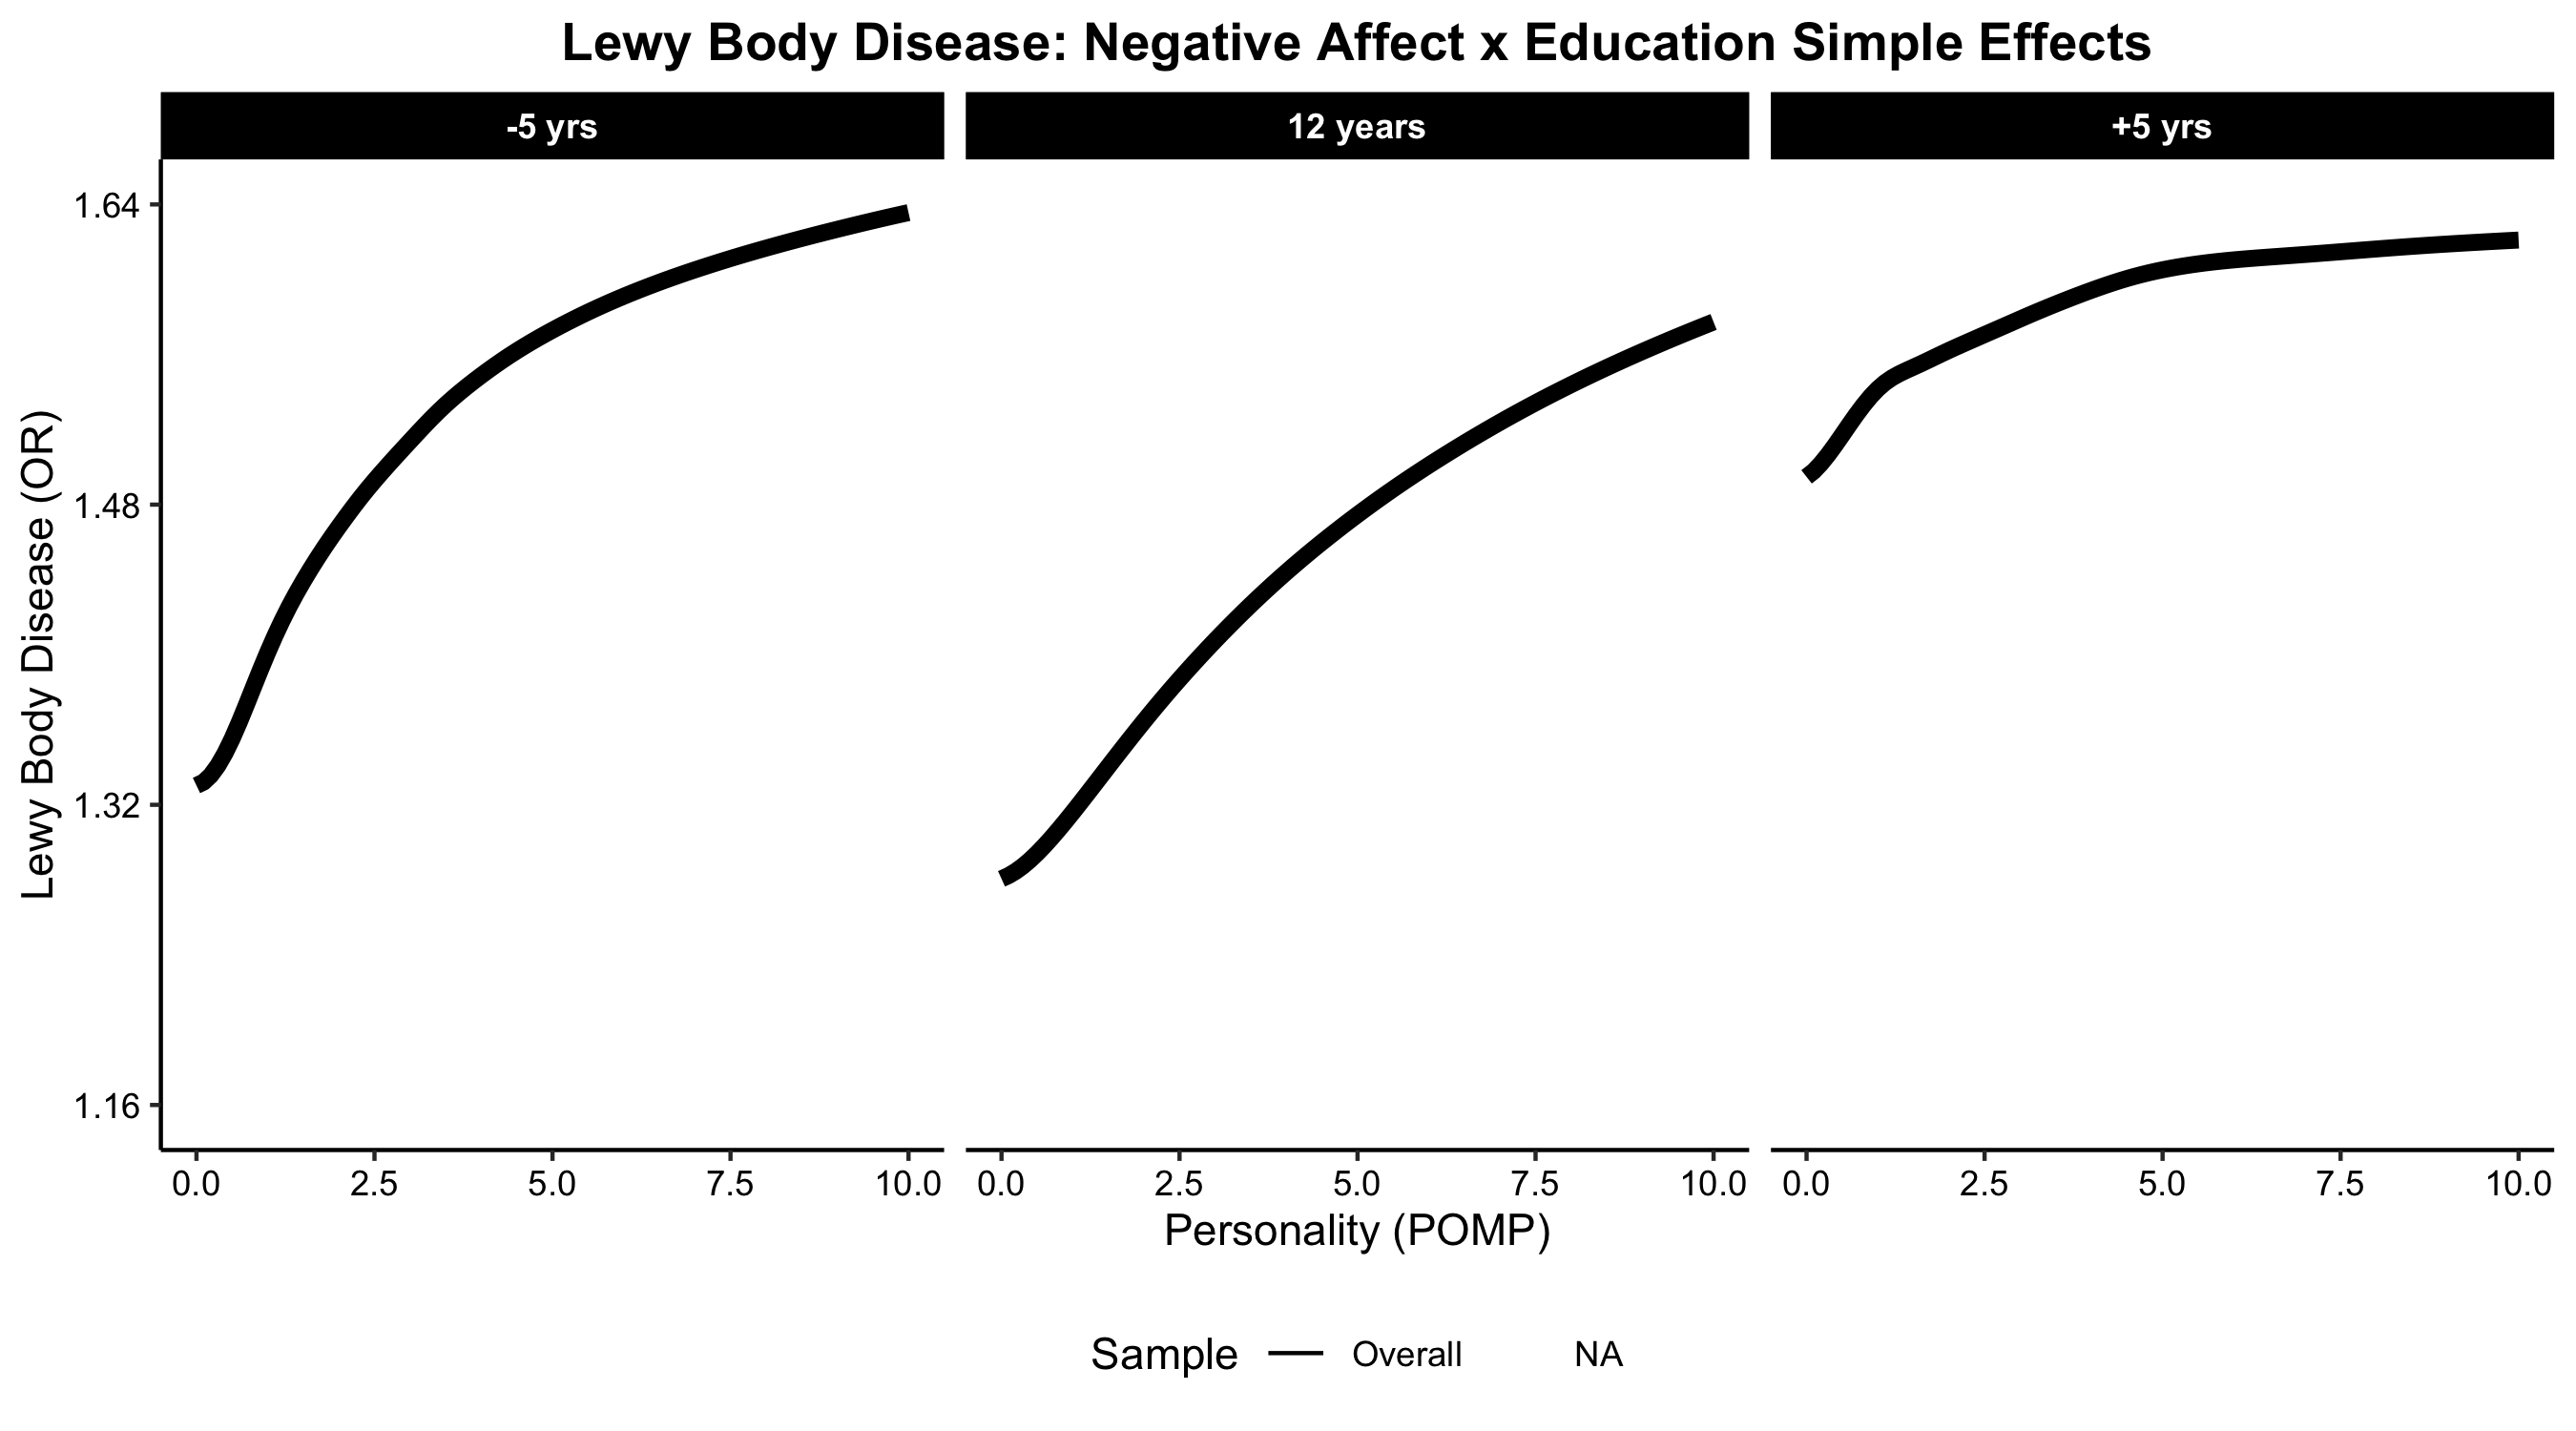 Lewy Body Disease: Negative Affect x Education Simple Effects
-5 yrs
12 years
+5 yrs
Lewy Body Disease (OR)
1.64
1.48
1.32
1.16
0.0 2.5 5.0 7.5 10.0
0.0 2.5 5.0 7.5 10.0
0.0 2.5 5.0 7.5 10.0
Personality (POMP)
Sample Overall NA